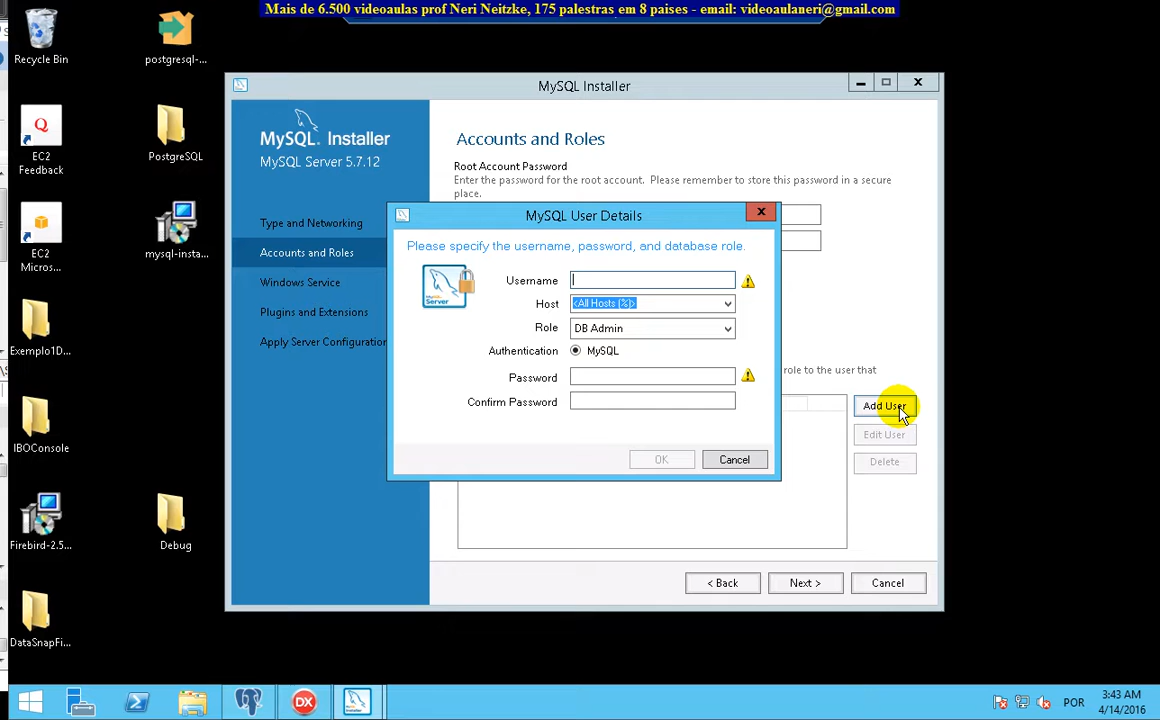 Mais de 6.500 videoaulas prof Neri Neitzke, 175 palestras em 8 paises - email: videoaulaneri@gmail.com
Recycle Bin
postgresql-...
EC2
Feedback
PostgreSQL
EC2
Micros...
mysql-insta...
Exemplo1D...
IBOConsole
Firebird-2.5...
Debug
DataSnapFi...
MySQL Installer
MySQL. Installer
MySQL Server 5.7.12
Type and Networking
Accounts and Roles
Windows Service
Plugins and Extensions
Apply Server Configuration
Accounts and Roles
Root Account Password
Enter the password for the root account. Please remember to store this password in a secure
place.
role to the user that
Add User
Edit User
Delete
< Back
Next >
Cancel
MySQL User Details
Please specify the username, password, and database role.
MySQL
Server
Username
Host
<All Hosts (%)>
Role
DB Admin
Authentication
MySQL
Password
Confirm Password
OK
Cancel
DX
POR
3:43 AM
4/14/2016